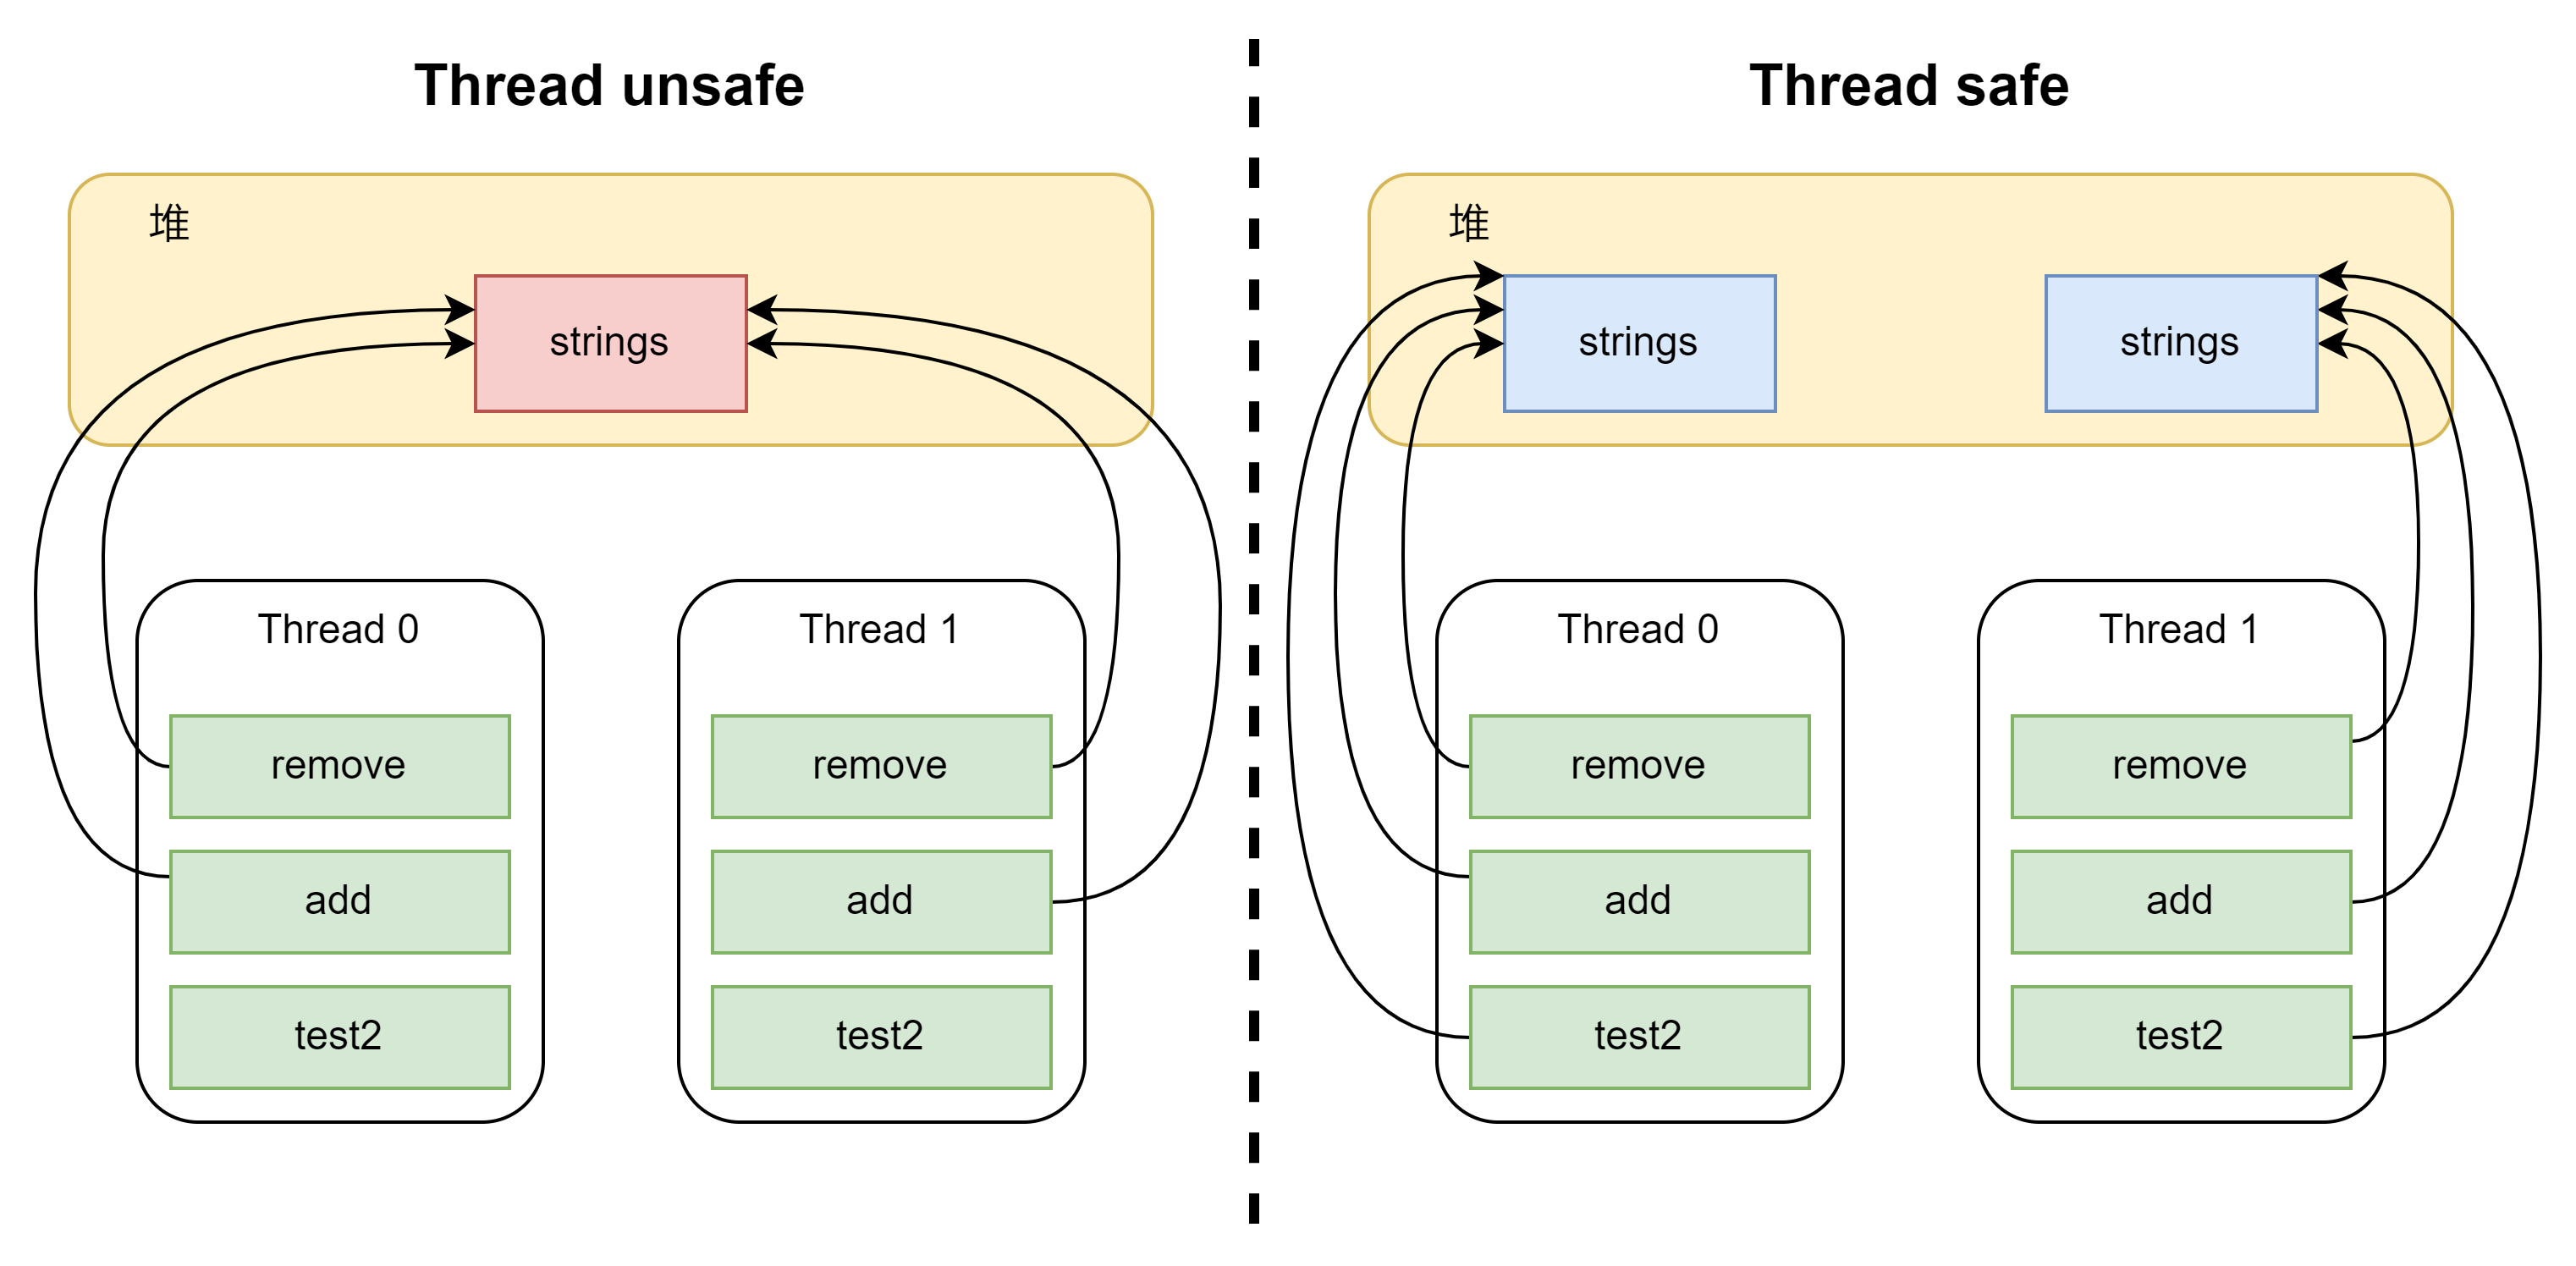 Thread unsafe
堆
strings
Thread 0
remove
add
test2
Thread 1
remove
add
test2
Thread safe
堆
strings
strings
Thread 0
remove
add
test2
Thread 1
remove
add
test2